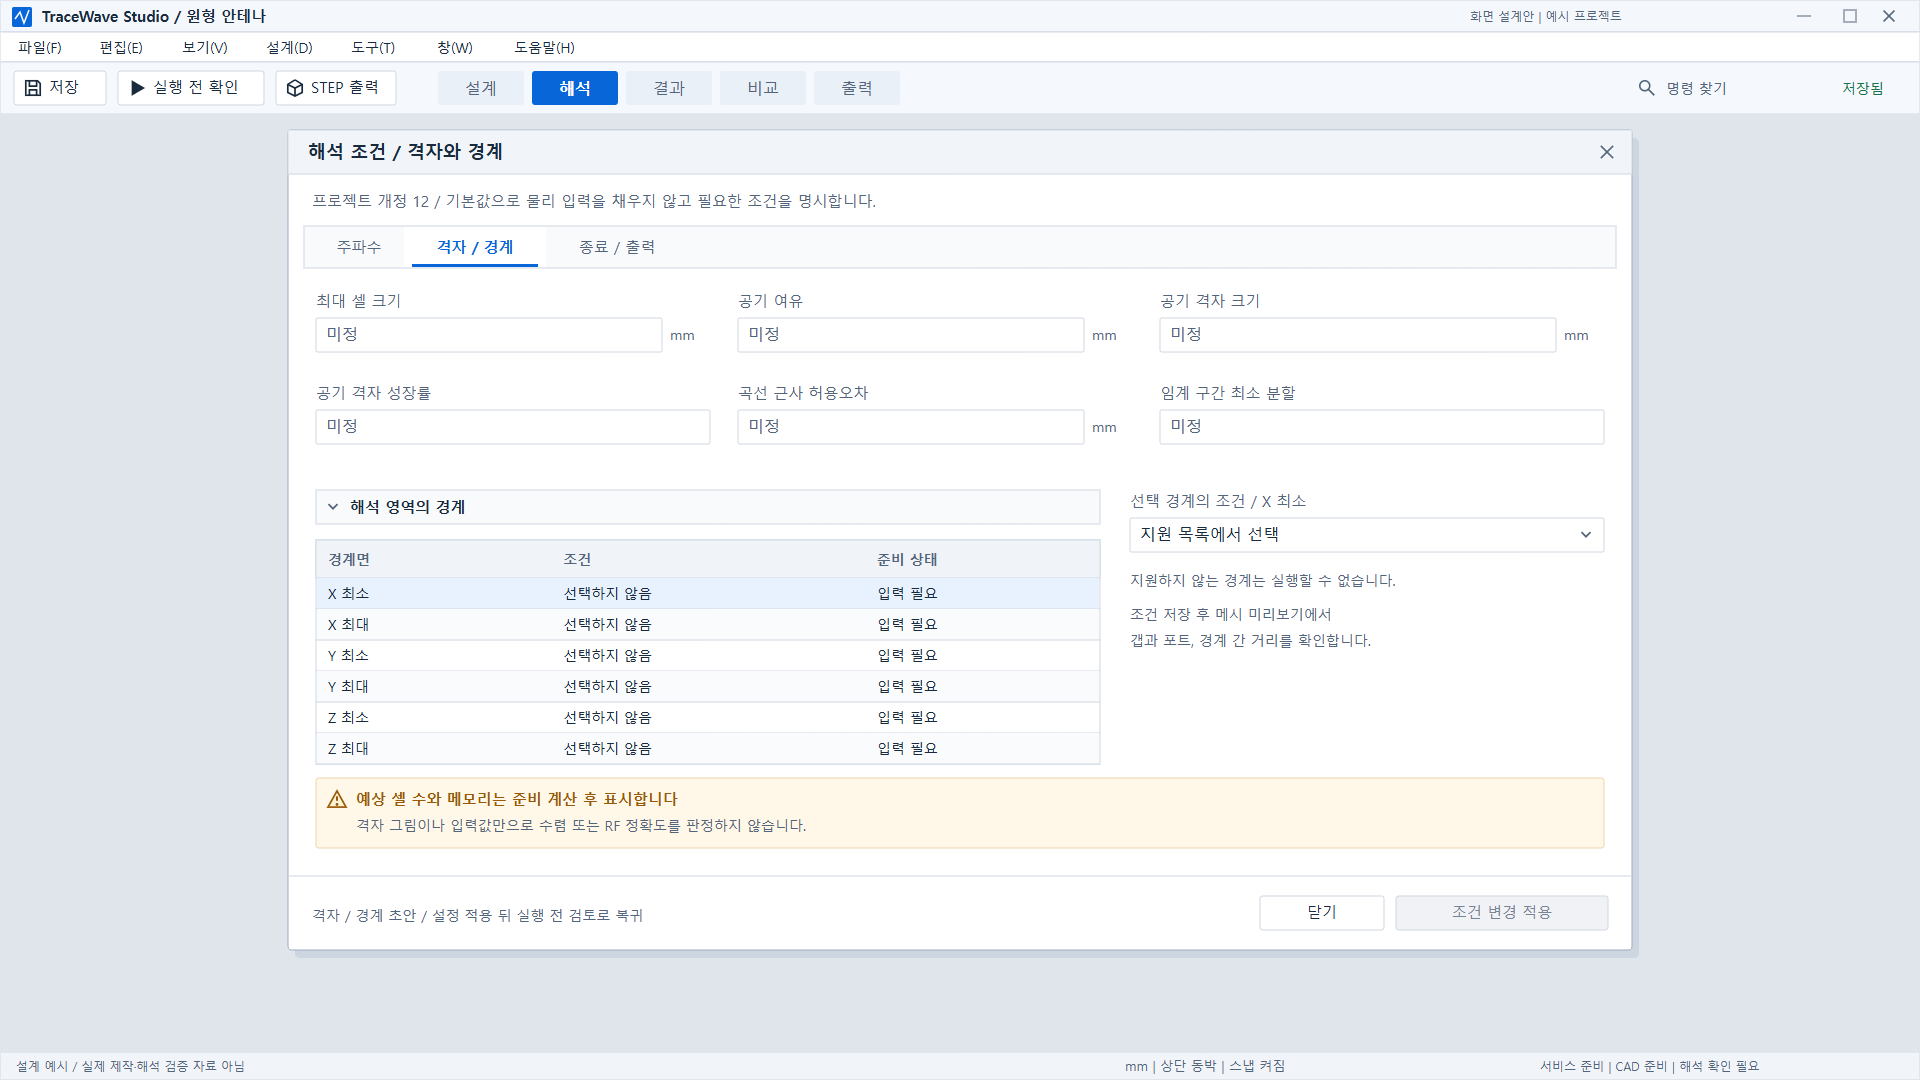 TraceWave Studio / 원형 안테나
화면 설계안 | 예시 프로젝트
파일(F) 편집(E) 보기(V) 설계(D) 도구(T) 창(W) 도움말(H)
저장 실행 전 확인 STEP 출력 설계 해석 결과 비교 출력 명령 찾기 저장됨
해석 조건 / 격자와 경계
프로젝트 개정 12 / 기본값으로 물리 입력을 채우지 않고 필요한 조건을 명시합니다.
주파수 격자 / 경계 종료 / 출력
최대 셀 크기 공기 여유 공기 격자 크기
미정 mm 미정 mm 미정 mm
공기 격자 성장률 곡선 근사 허용오차 임계 구간 최소 분할
미정 미정 mm 미정
해석 영역의 경계
경계면 조건 준비 상태
X 최소 선택하지 않음 입력 필요
X 최대 선택하지 않음 입력 필요
Y 최소 선택하지 않음 입력 필요
Y 최대 선택하지 않음 입력 필요
Z 최소 선택하지 않음 입력 필요
Z 최대 선택하지 않음 입력 필요
선택 경계의 조건 / X 최소
지원 목록에서 선택
지원하지 않는 경계는 실행할 수 없습니다.
조건 저장 후 메시 미리보기에서
갭과 포트, 경계 간 거리를 확인합니다.
예상 셀 수와 메모리는 준비 계산 후 표시합니다
격자 그림이나 입력값만으로 수렴 또는 RF 정확도를 판정하지 않습니다.
격자 / 경계 초안 / 설정 적용 뒤 실행 전 검토로 복귀
닫기 조건 변경 적용
설계 예시 / 실제 제작·해석 검증 자료 아님
mm | 상단 동박 | 스냅 켜짐
서비스 준비 | CAD 준비 | 해석 확인 필요